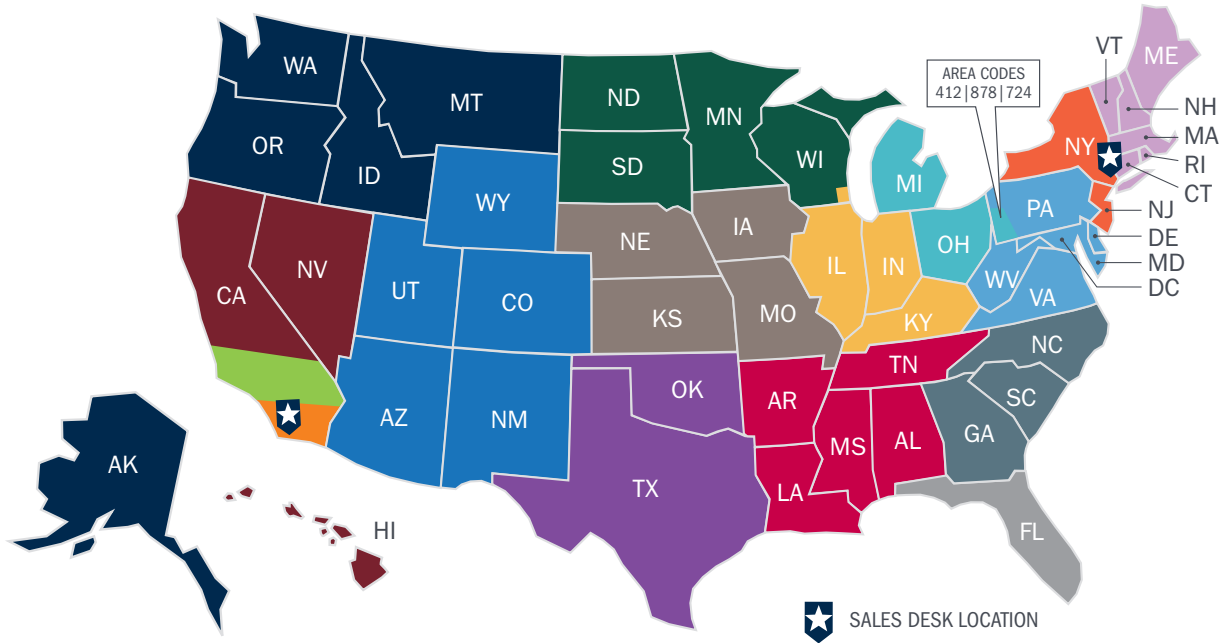 WA
MT
ND
MN
VT
ME
AREA CODES
412|878|724
NH
OR
ID
SD
WI
NY
MA
RI
CT
MI
WY
PA
NJ
NE
IA
OH
DE
MD
DC
NV
CA
UT
CO
IL
IN
WV
VA
KS
MO
KY
NC
TN
OK
AR
SC
AZ
NM
MS
AL
GA
AK
TX
LA
HI
FL
SALES DESK LOCATION